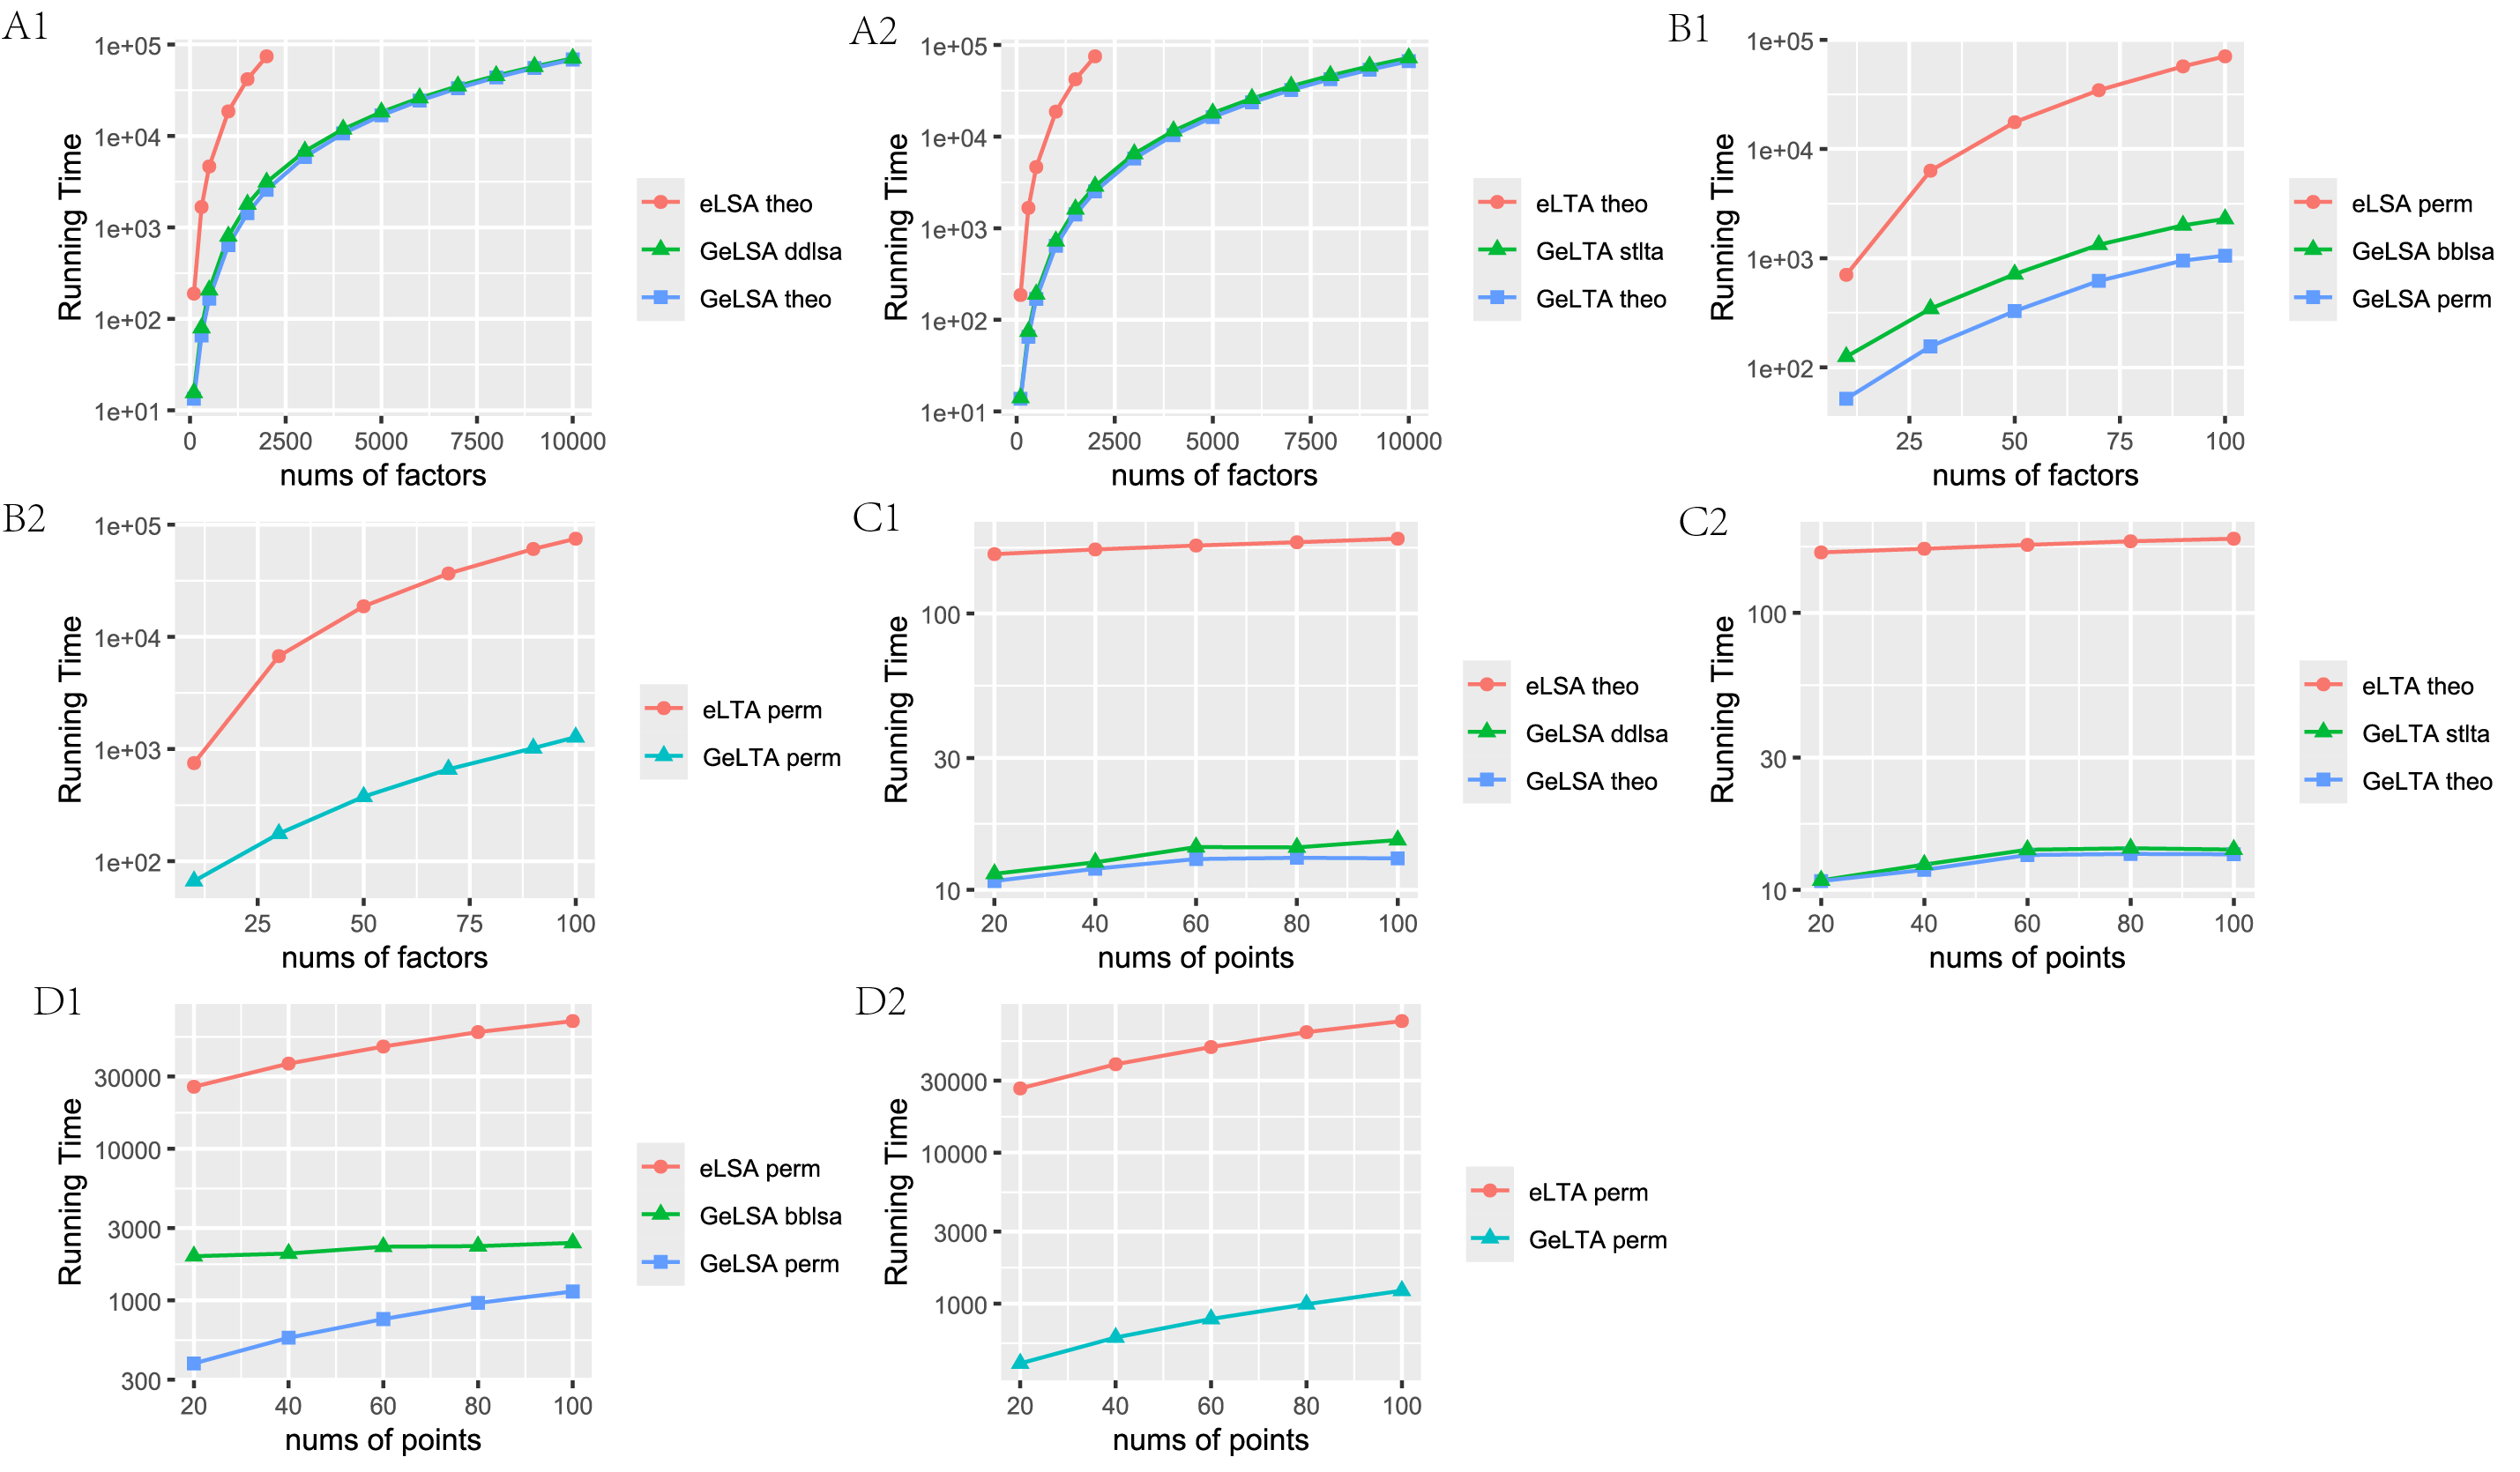 A1
1e+05
1e+04
1e+03
1e+02
1e+01
Running Time
0 2500 5000 7500 10000
nums of factors
eLSA theo
GeLSA ddlsa
GeLSA theo
A2
1e+05
1e+04
1e+03
1e+02
1e+01
Running Time
0 2500 5000 7500 10000
nums of factors
eLTA theo
GeLTA stlta
GeLTA theo
B1
1e+05
1e+04
1e+03
1e+02
Running Time
25 50 75 100
nums of factors
eLSA perm
GeLSA bblsa
GeLSA perm
B2
1e+05
1e+04
1e+03
1e+02
Running Time
25 50 75 100
nums of factors
eLTA perm
GeLTA perm
C1
100
30
10
Running Time
20 40 60 80 100
nums of points
eLSA theo
GeLSA ddlsa
GeLSA theo
C2
100
30
10
Running Time
20 40 60 80 100
nums of points
eLTA theo
GeLTA stlta
GeLTA theo
D1
30000
10000
3000
1000
300
Running Time
20 40 60 80 100
nums of points
eLSA perm
GeLSA bblsa
GeLSA perm
D2
30000
10000
3000
1000
Running Time
20 40 60 80 100
nums of points
eLTA perm
GeLTA perm